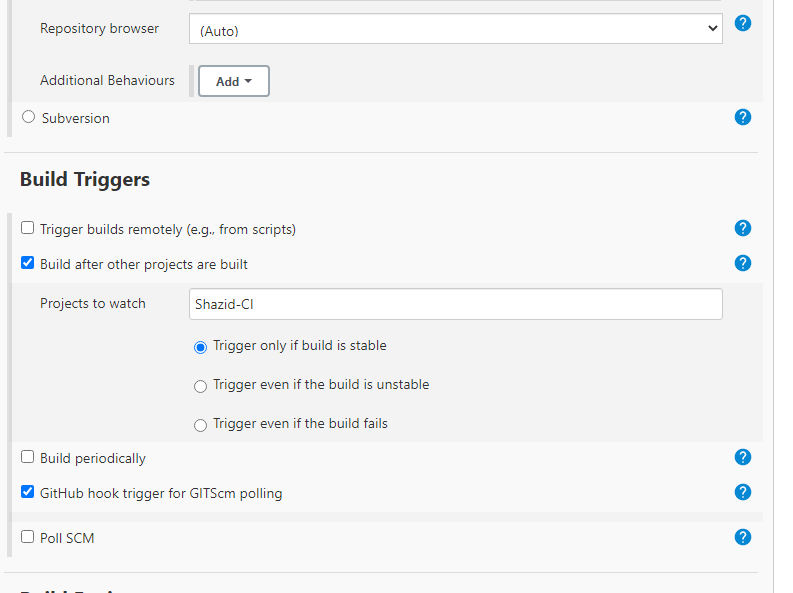 Repository browser
(Auto)
?
Additional Behaviours
Add
Subversion
?
Build Triggers
Trigger builds remotely (e.g., from scripts)
?
Build after other projects are built
?
Projects to watch
Shazid-CI
Trigger only if build is stable
Trigger even if the build is unstable
Trigger even if the build fails
Build periodically
?
GitHub hook trigger for GITScm polling
?
Poll SCM
?